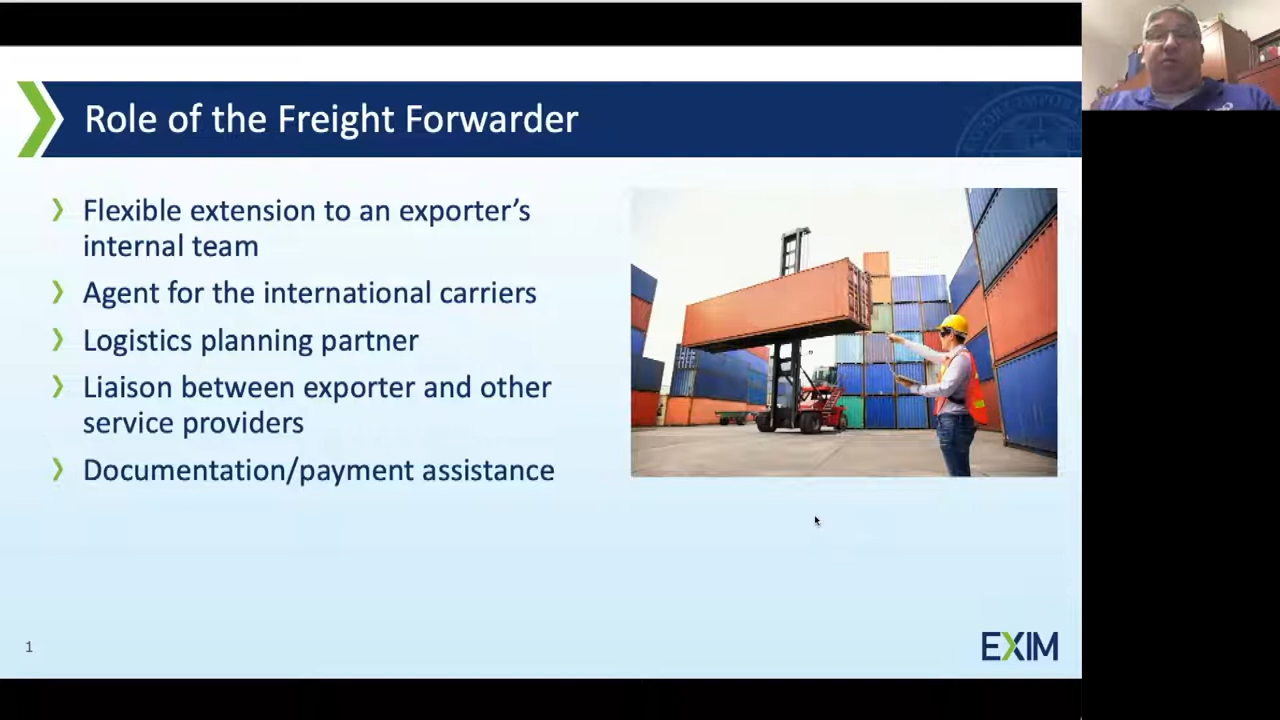 Role of the Freight Forwarder
› Flexible extension to an exporter’s
internal team
› Agent for the international carriers
› Logistics planning partner
› Liaison between exporter and other
service providers
› Documentation/payment assistance
1
EXIM